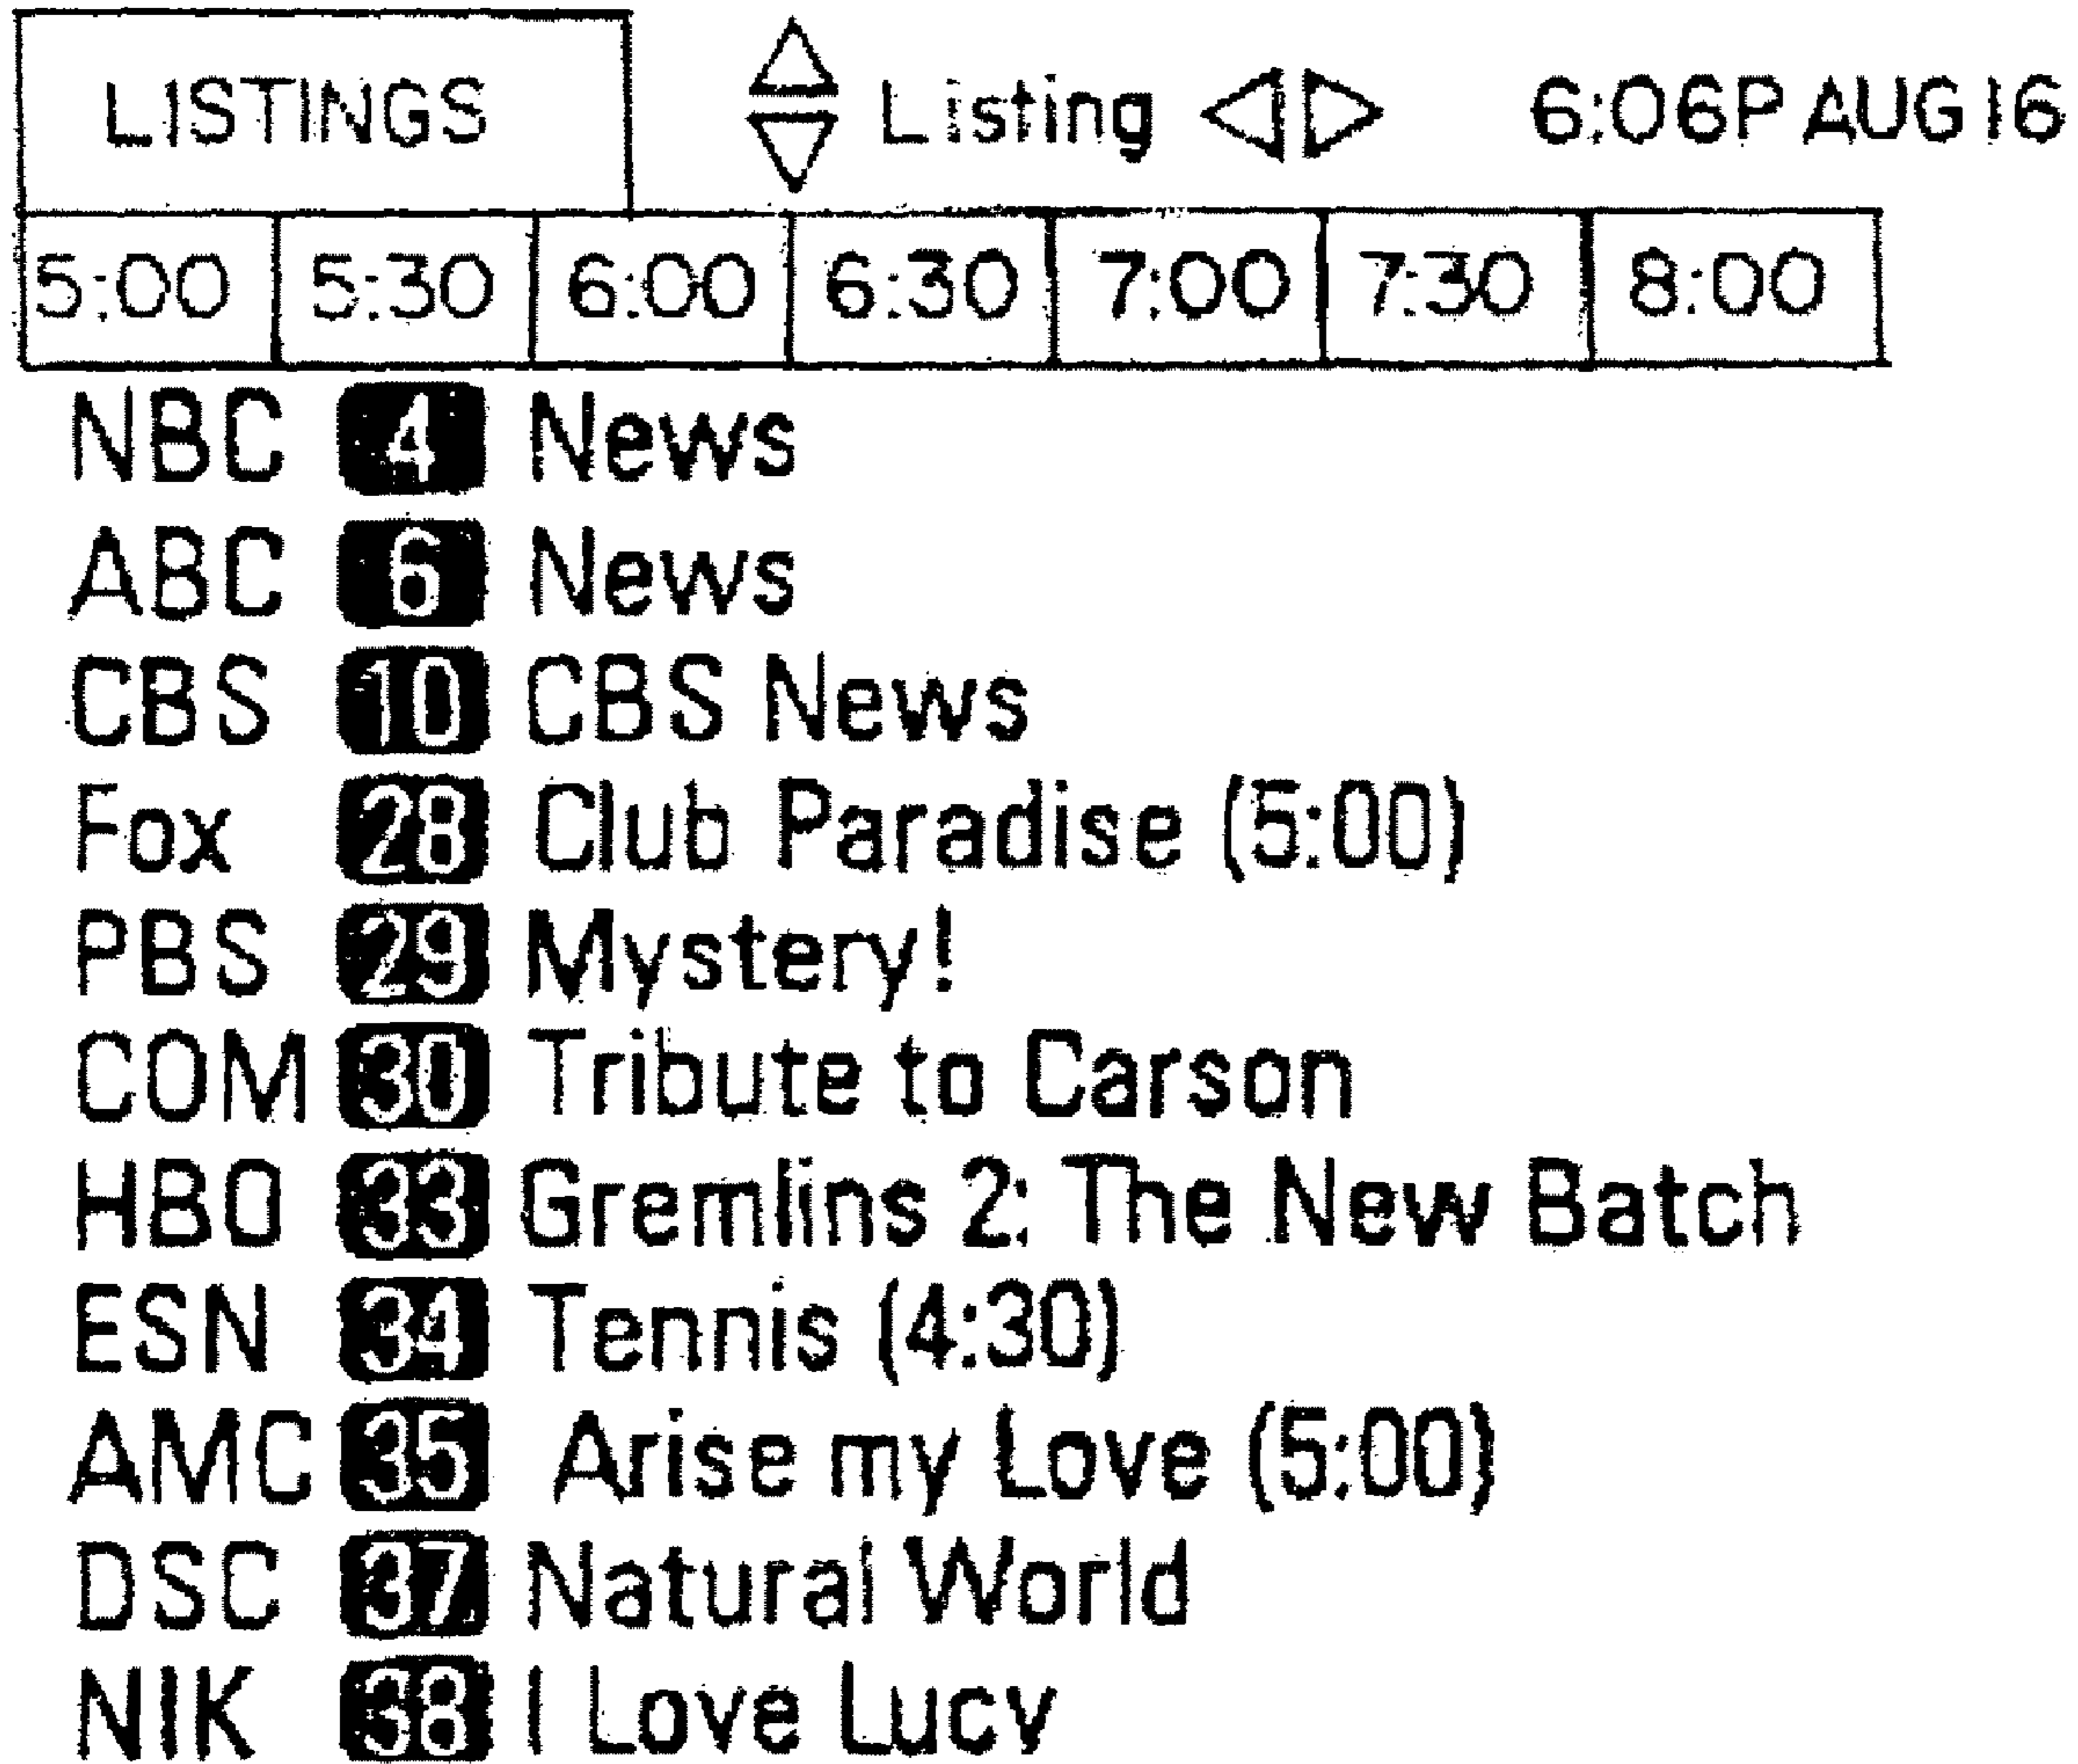 LISTINGS Listing 6:06P AUG 16
5:00 5:30 6:00 6:30 7:00 7:30 8:00
NBC 4 News
ABC 6 News
CBS 10 CBS News
Fox 28 Club Paradise (5:00)
PBS 29 Mystery!
COM 30 Tribute to Carson
HBO 33 Gremlins 2: The New Batch
ESN 34 Tennis (4:30)
AMC 35 Arise my Love (5:00)
DSC 37 Natural World
NIK 38 I Love Lucy